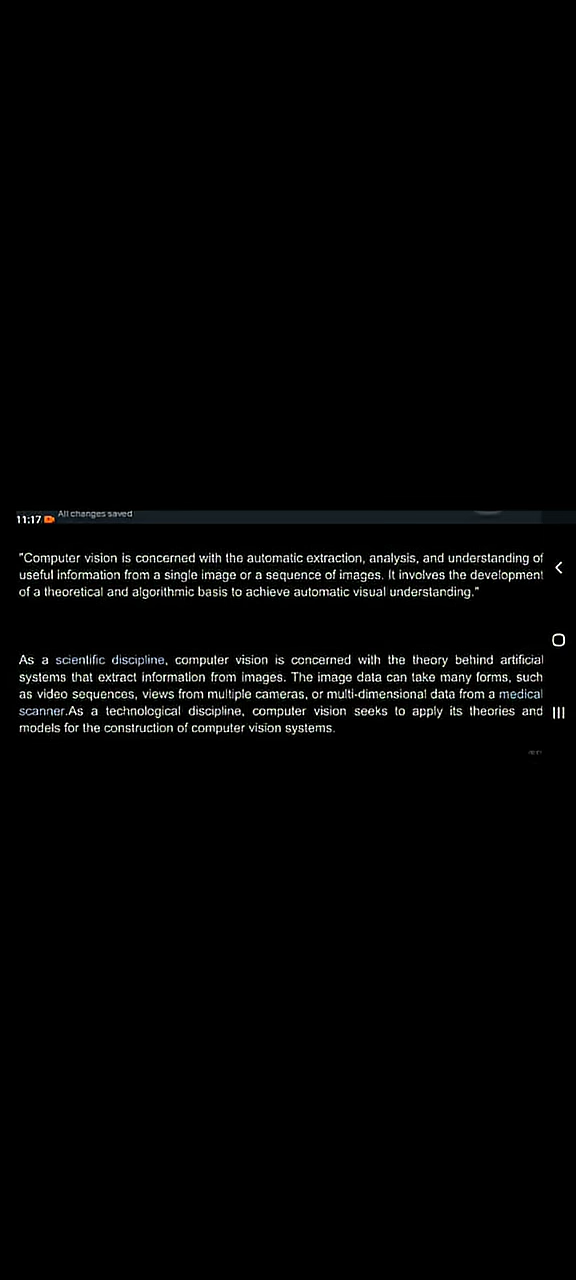 All changes saved
11:17
"Computer vision is concerned with the automatic extraction, analysis, and understanding of
useful information from a single image or a sequence of images. It involves the development
of a theoretical and algorithmic basis to achieve automatic visual understanding."
As a scientific discipline, computer vision is concerned with the theory behind artificial
systems that extract information from images. The image data can take many forms, such
as video sequences, views from multiple cameras, or multi-dimensional data from a medical
scanner.As a technological discipline, computer vision seeks to apply its theories and
models for the construction of computer vision systems.